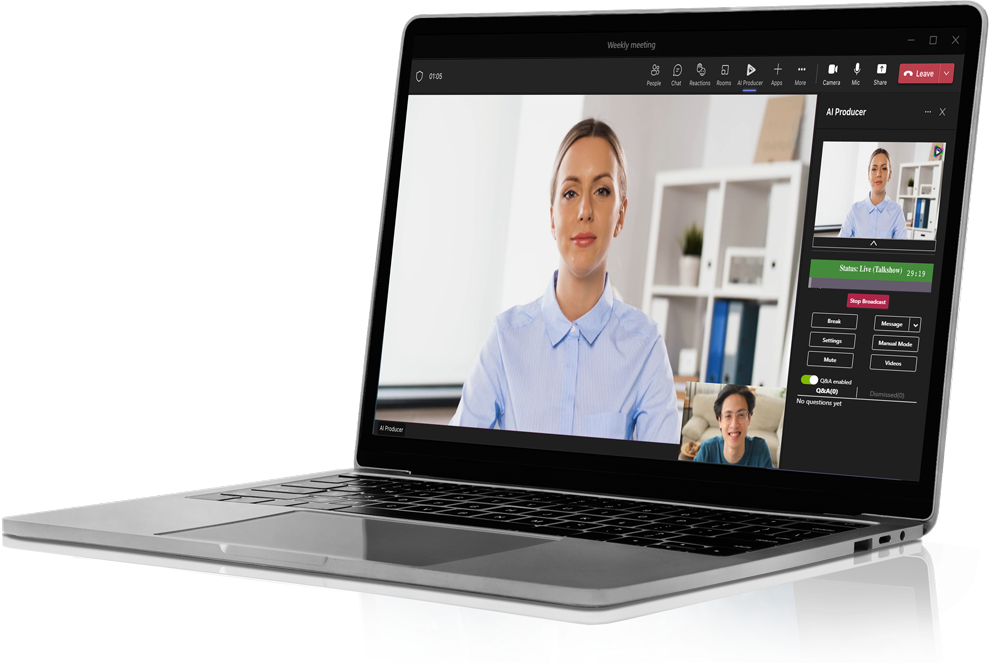 Weekly meeting
01:05
People Chat Reactions Rooms AI Producer Apps More Camera Mic Share Leave
AI Producer
Status: Live (Talkshow) 29:19
Stop Broadcast
Break Message
Settings Manual Mode
Mute Videos
Q&A enabled
Q&A(0) Dismissed(0)
No questions yet
AI Producer